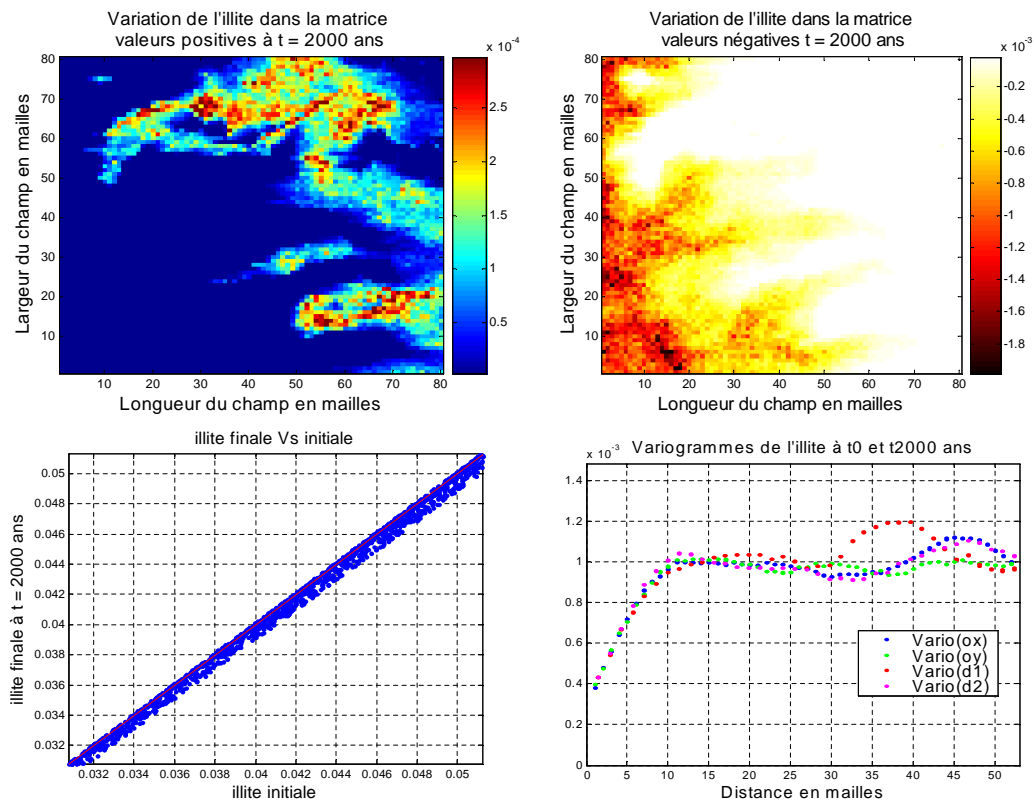 Variation de l'illite dans la matrice
valeurs positives à t = 2000 ans
x 10-4
80
70
60
50
40
30
20
10
Largeur du champ en mailles
10 20 30 40 50 60 70 80
Longueur du champ en mailles
2.5
2
1.5
1
0.5
Variation de l'illite dans la matrice
valeurs négatives t = 2000 ans
x 10-3
80
70
60
50
40
30
20
10
Largeur du champ en mailles
10 20 30 40 50 60 70 80
Longueur du champ en mailles
-0.2
-0.4
-0.6
-0.8
-1
-1.2
-1.4
-1.6
-1.8
illite finale Vs initiale
0.05
0.048
0.046
0.044
0.042
0.04
0.038
0.036
0.034
0.032
illite finale à t = 2000 ans
0.032 0.034 0.036 0.038 0.04 0.042 0.044 0.046 0.048 0.05
illite initiale
x 10-3
Variogrammes de l'illite à t0 et t2000 ans
1.4
1.2
1
0.8
0.6
0.4
0.2
0
0 5 10 15 20 25 30 35 40 45 50
Distance en mailles
Vario(ox)
Vario(oy)
Vario(d1)
Vario(d2)